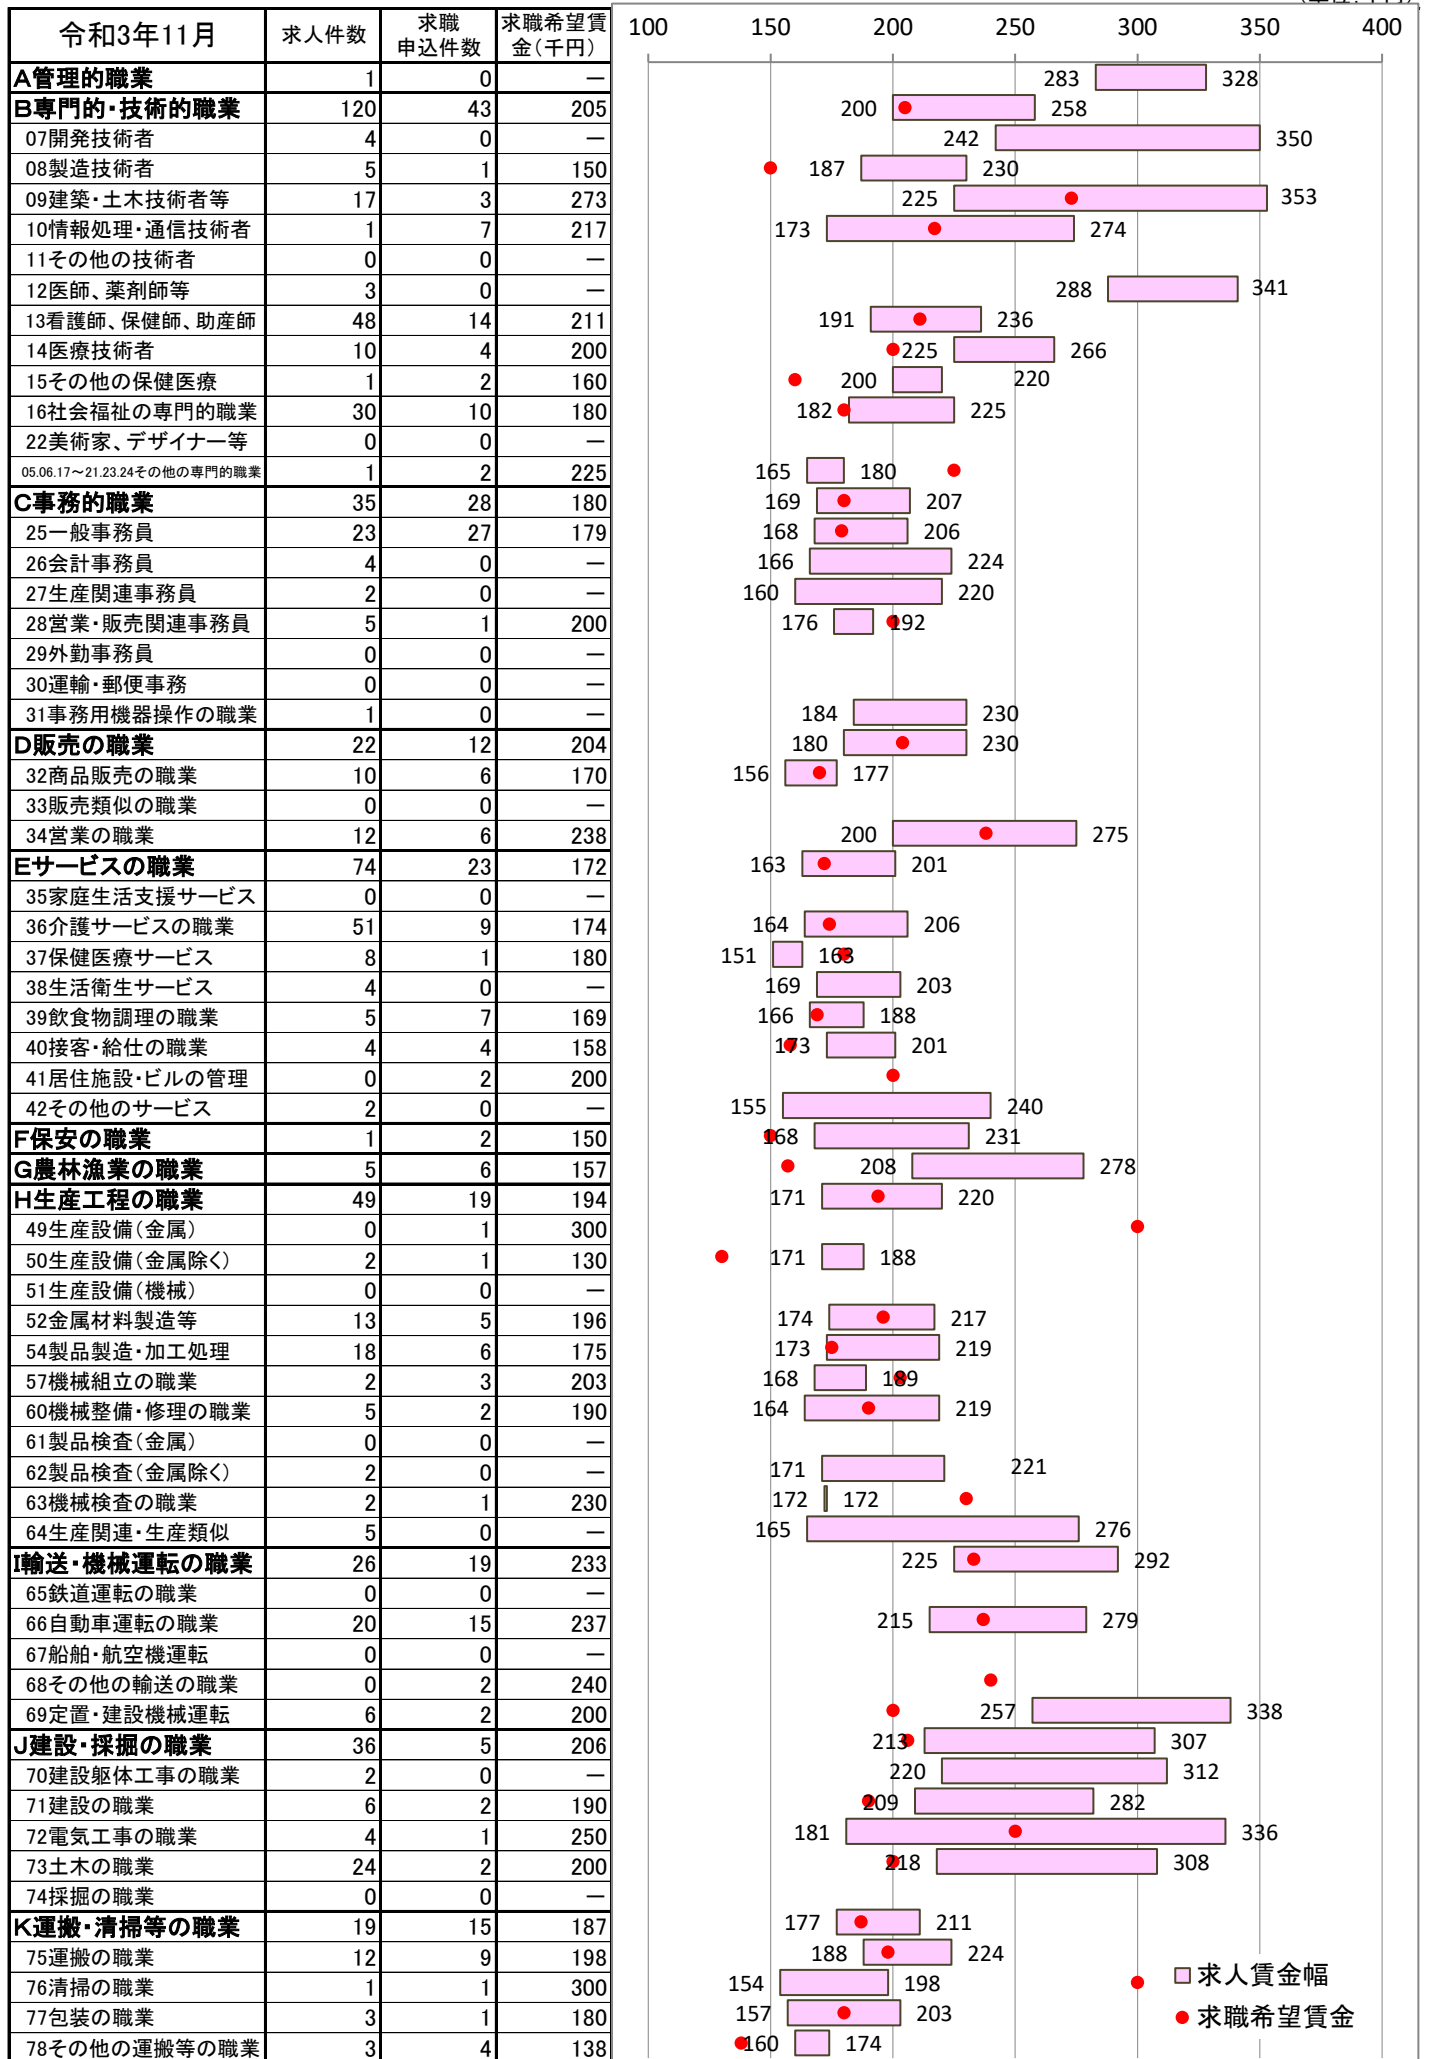 令和3年11月 求人件数 求職申込件数 求職希望賃金(千円) 100 150 200 250 300 350 400
A管理的職業 1 0 ― 283 328
B専門的・技術的職業 120 43 205 200 258
07開発技術者 4 0 ― 242 350
08製造技術者 5 1 150 187 230
09建築・土木技術者等 17 3 273 225 353
10情報処理・通信技術者 1 7 217 173 274
11その他の技術者 0 0 ―
12医師、薬剤師等 3 0 ― 288 341
13看護師、保健師、助産師 48 14 211 191 236
14医療技術者 10 4 200 225 266
15その他の保健医療 1 2 160 200 220
16社会福祉の専門的職業 30 10 180 182 225
22美術家、デザイナー等 0 0 ―
05.06.17～21.23.24その他の専門的職業 1 2 225 165 180
C事務的職業 35 28 180 169 207
25一般事務員 23 27 179 168 206
26会計事務員 4 0 ― 166 224
27生産関連事務員 2 0 ― 160 220
28営業・販売関連事務員 5 1 200 176 192
29外勤事務員 0 0 ―
30運輸・郵便事務 0 0 ―
31事務用機器操作の職業 1 0 ― 184 230
D販売の職業 22 12 204 180 230
32商品販売の職業 10 6 170 156 177
33販売類似の職業 0 0 ―
34営業の職業 12 6 238 200 275
Eサービスの職業 74 23 172 163 201
35家庭生活支援サービス 0 0 ―
36介護サービスの職業 51 9 174 164 206
37保健医療サービス 8 1 180 151 163
38生活衛生サービス 4 0 ― 169 203
39飲食物調理の職業 5 7 169 166 188
40接客・給仕の職業 4 4 158 173 201
41居住施設・ビルの管理 0 2 200
42その他のサービス 2 0 ― 155 240
F保安の職業 1 2 150 168 231
G農林漁業の職業 5 6 157 208 278
H生産工程の職業 49 19 194 171 220
49生産設備(金属) 0 1 300
50生産設備(金属除く) 2 1 130 171 188
51生産設備(機械) 0 0 ―
52金属材料製造等 13 5 196 174 217
54製品製造・加工処理 18 6 175 173 219
57機械組立の職業 2 3 203 168 189
60機械整備・修理の職業 5 2 190 164 219
61製品検査(金属) 0 0 ―
62製品検査(金属除く) 2 0 ― 171 221
63機械検査の職業 2 1 230 172 172
64生産関連・生産類似 5 0 ― 165 276
I輸送・機械運転の職業 26 19 233 225 292
65鉄道運転の職業 0 0 ―
66自動車運転の職業 20 15 237 215 279
67船舶・航空機運転 0 0 ―
68その他の輸送の職業 0 2 240
69定置・建設機械運転 6 2 200 257 338
J建設・採掘の職業 36 5 206 213 307
70建設躯体工事の職業 2 0 ― 220 312
71建設の職業 6 2 190 209 282
72電気工事の職業 4 1 250 181 336
73土木の職業 24 2 200 218 308
74採掘の職業 0 0 ―
K運搬・清掃等の職業 19 15 187 177 211
75運搬の職業 12 9 198 188 224
76清掃の職業 1 1 300 154 198
77包装の職業 3 1 180 157 203
78その他の運搬等の職業 3 4 138 160 174
求人賃金幅
求職希望賃金